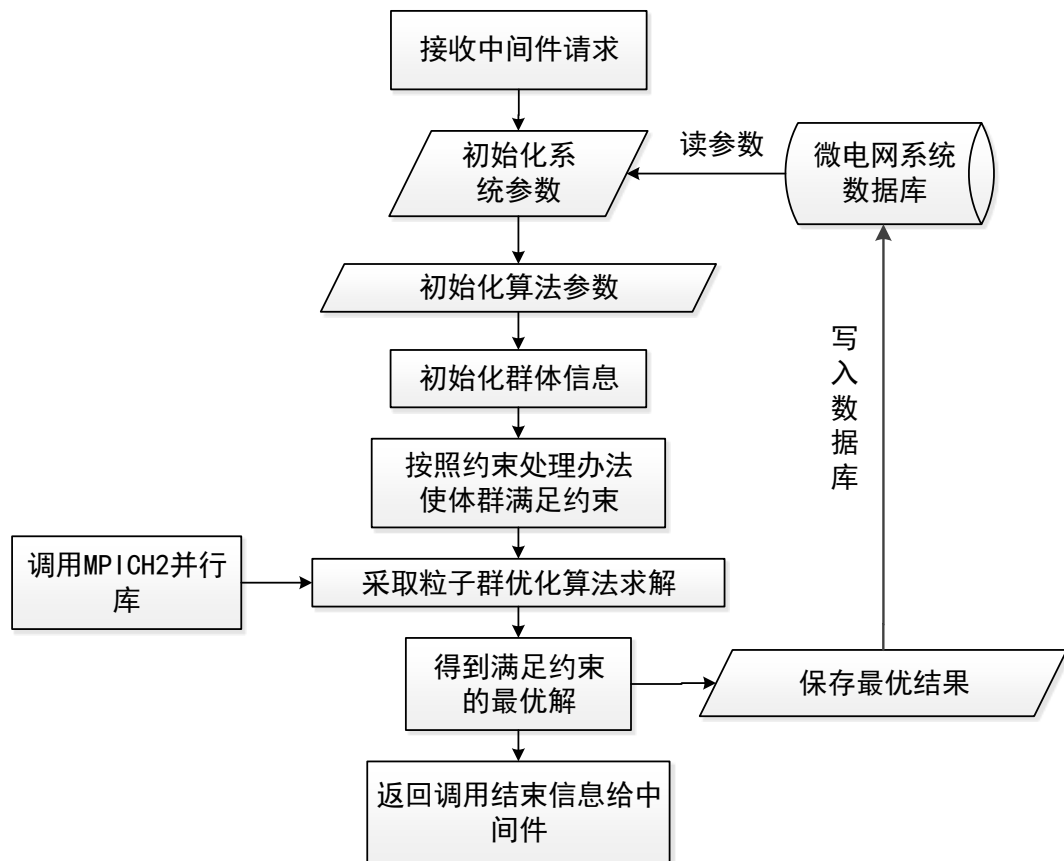 接收中间件请求
初始化系
统参数
读参数
微电网系统
数据库
初始化算法参数
初始化群体信息
写
入
数
据
库
按照约束处理办法
使体群满足约束
调用MPICH2并行
库
采取粒子群优化算法求解
得到满足约束
的最优解
保存最优结果
返回调用结束信息给中
间件